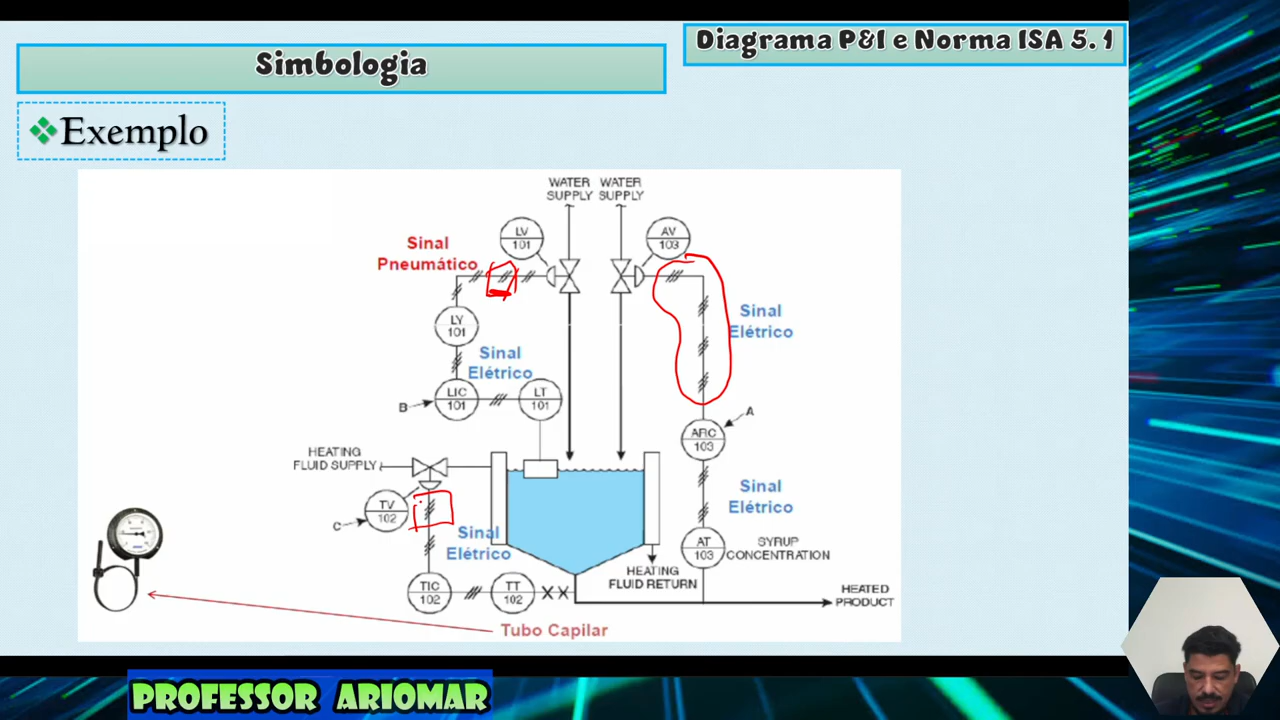 Diagrama P&I e Norma ISA 5.1
Simbologia
Exemplo
WATER SUPPLY
WATER SUPPLY
LV 101
AV 103
Sinal Pneumático
LY 101
Sinal Elétrico
Sinal Elétrico
LIC 101
LT 101
B
A
ARC 103
HEATING FLUID SUPPLY
TV 102
C
Sinal Elétrico
Sinal Elétrico
AT 103
SYRUP CONCENTRATION
HEATING FLUID RETURN
TIC 102
TT 102
HEATED PRODUCT
Tubo Capilar
PROFESSOR ARIOMAR